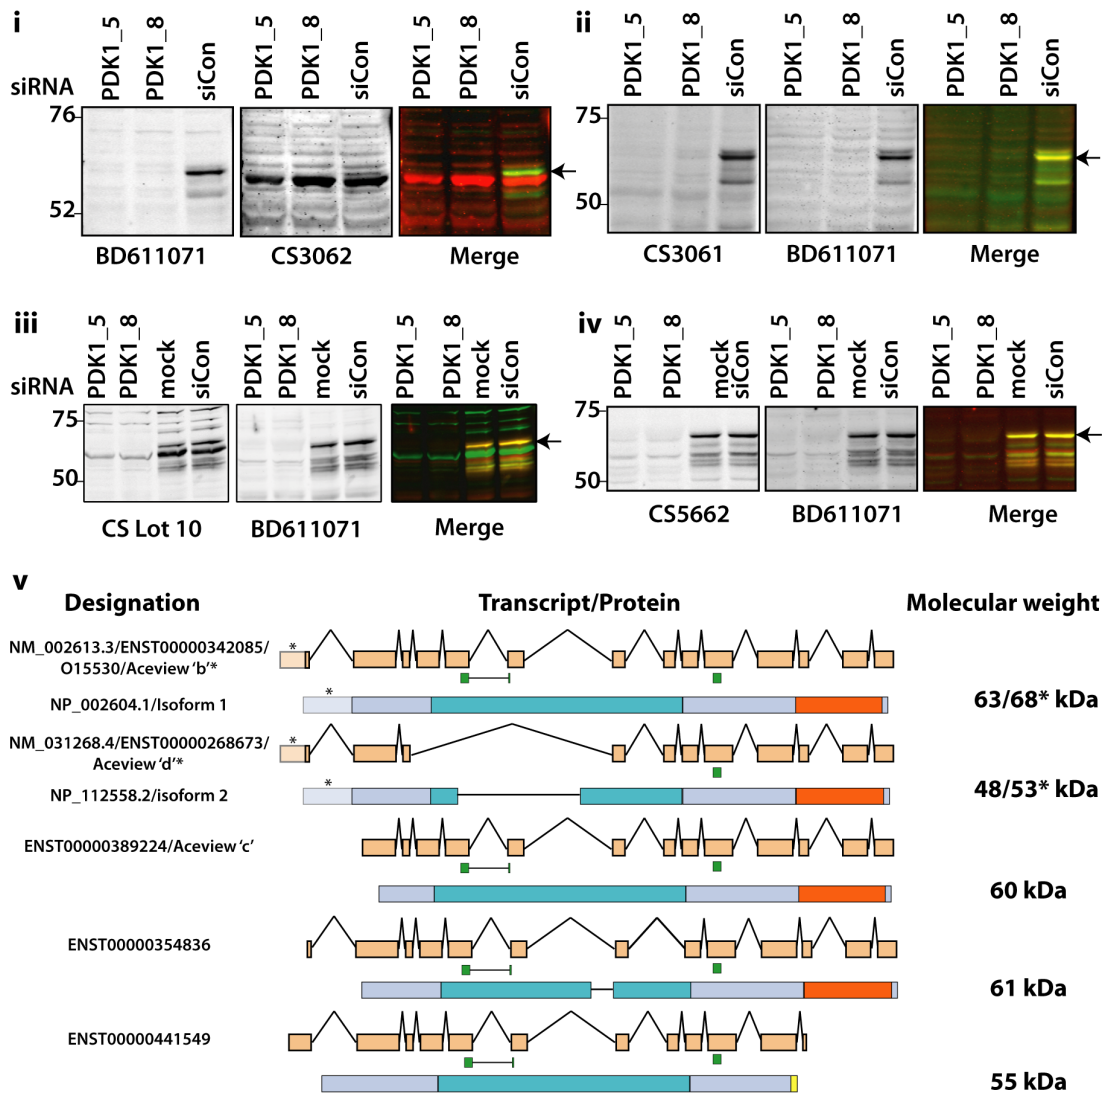 i
siRNA
PDK1_5
PDK1_8
siCon
PDK1_5
PDK1_8
siCon
PDK1_5
PDK1_8
siCon
76
52
BD611071
CS3062
Merge
ii
PDK1_5
PDK1_8
siCon
PDK1_5
PDK1_8
siCon
PDK1_5
PDK1_8
siCon
75
50
CS3061
BD611071
Merge
iii
siRNA
PDK1_5
PDK1_8
mock
siCon
PDK1_5
PDK1_8
mock
siCon
PDK1_5
PDK1_8
mock
siCon
75
50
CS Lot 10
BD611071
Merge
iv
PDK1_5
PDK1_8
mock
siCon
PDK1_5
PDK1_8
mock
siCon
PDK1_5
PDK1_8
mock
siCon
75
50
CS5662
BD611071
Merge
v
Designation
Transcript/Protein
Molecular weight
NM_002613.3/ENST00000342085/
O15530/Aceview ‘b’*
*
NP_002604.1/Isoform 1
*
63/68* kDa
NM_031268.4/ENST00000268673/
Aceview ‘d’*
*
NP_112558.2/isoform 2
*
48/53* kDa
ENST00000389224/Aceview ‘c’
60 kDa
ENST00000354836
61 kDa
ENST00000441549
55 kDa